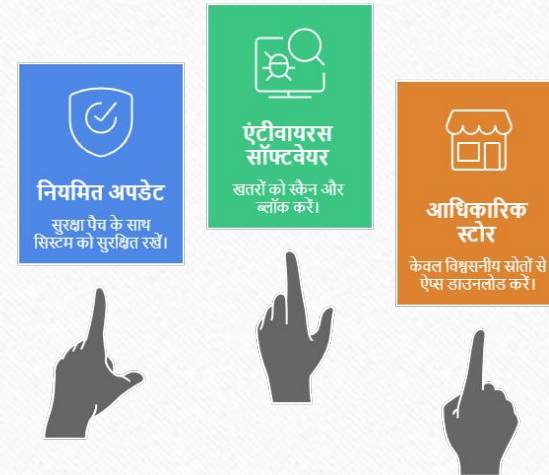 नियमित अपडेट
सुरक्षा पैच के साथ
सिस्टम को सुरक्षित रखें।
एंटीवायरस
सॉफ्टवेयर
खतरों को स्कैन और
ब्लॉक करें।
आधिकारिक
स्टोर
केवल विश्वसनीय स्रोतों से
ऐप्स डाउनलोड करें।